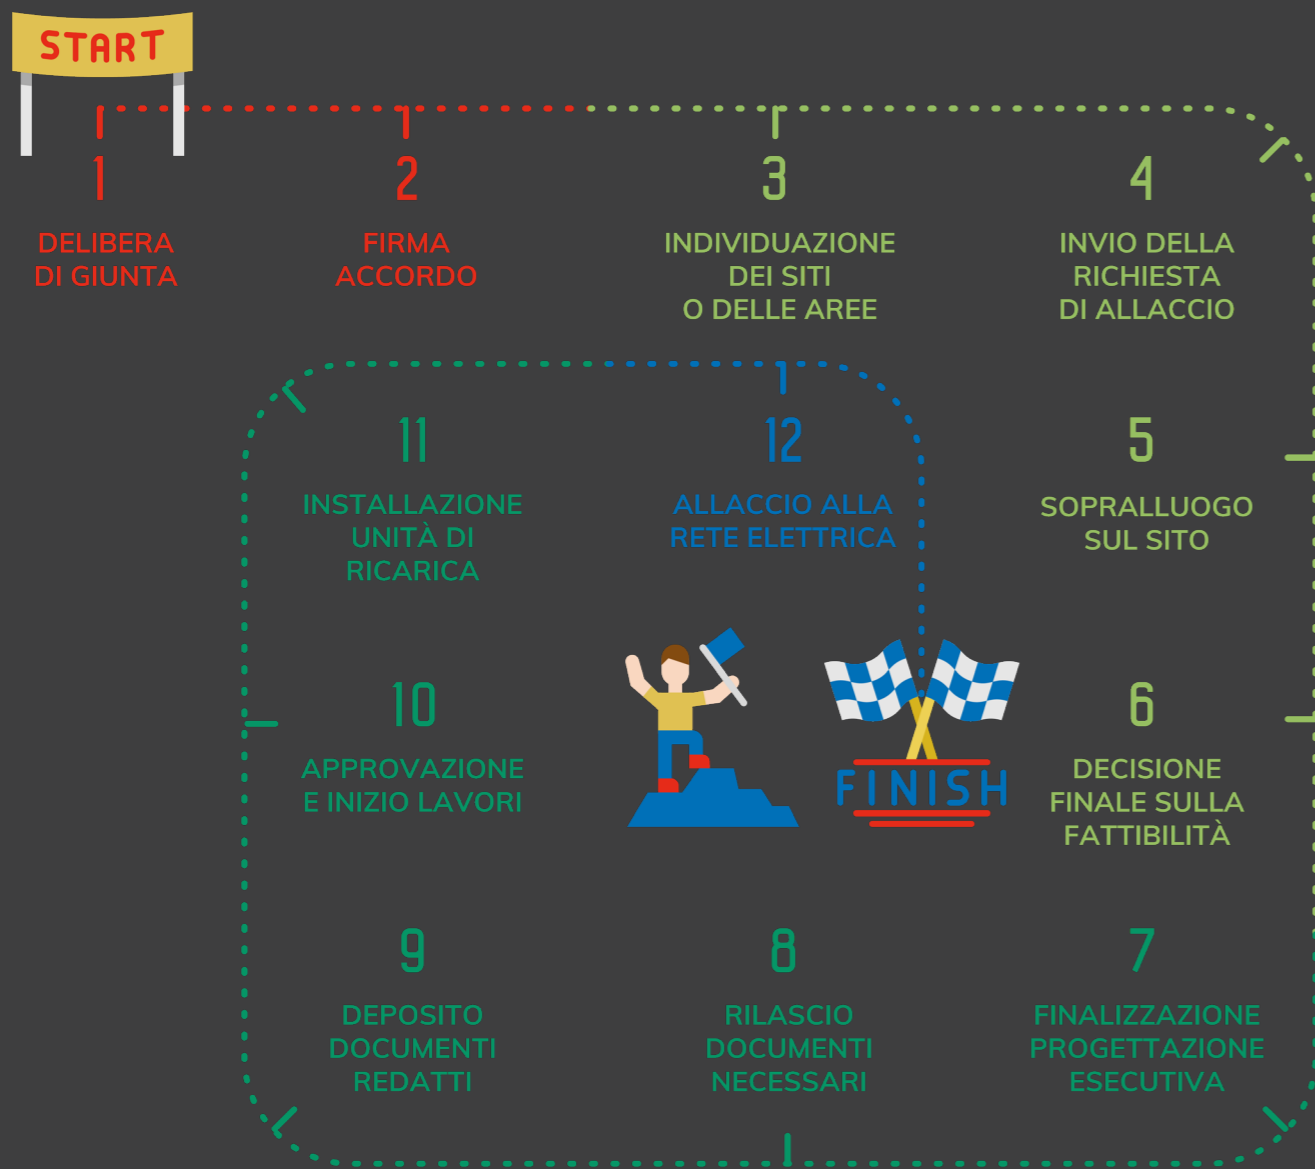 START
1
DELIBERA
DI GIUNTA
2
FIRMA
ACCORDO
3
INDIVIDUAZIONE
DEI SITI
O DELLE AREE
4
INVIO DELLA
RICHIESTA
DI ALLACCIO
5
SOPRALLUOGO
SUL SITO
6
DECISIONE
FINALE SULLA
FATTIBILITÀ
7
FINALIZZAZIONE
PROGETTAZIONE
ESECUTIVA
8
RILASCIO
DOCUMENTI
NECESSARI
9
DEPOSITO
DOCUMENTI
REDATTI
10
APPROVAZIONE
E INIZIO LAVORI
11
INSTALLAZIONE
UNITÀ DI
RICARICA
12
ALLACCIO ALLA
RETE ELETTRICA
FINISH